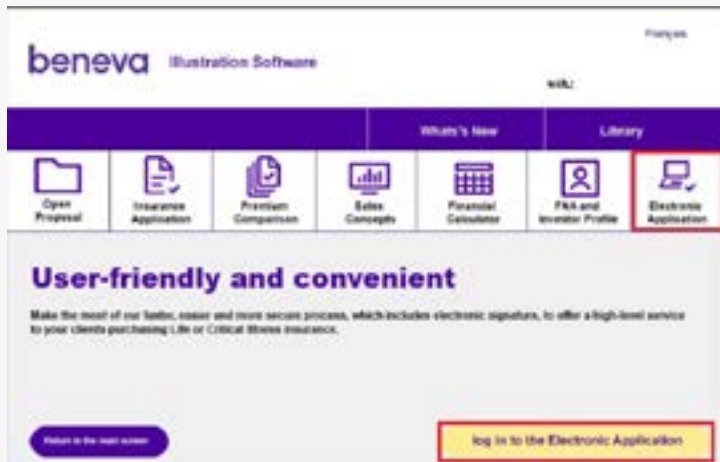 Français
beneva Illustration Software
What's New Library
Open Proposal
Insurance Application
Premium Comparison
Sales Concepts
Financial Calculator
FNA and Investor Profile
Electronic Application
User-friendly and convenient
Make the most of our faster, easier and more secure process, which includes electronic signature, to offer a high-level service
to your clients purchasing Life or Critical Illness insurance.
Return to the main screen
log in to the Electronic Application